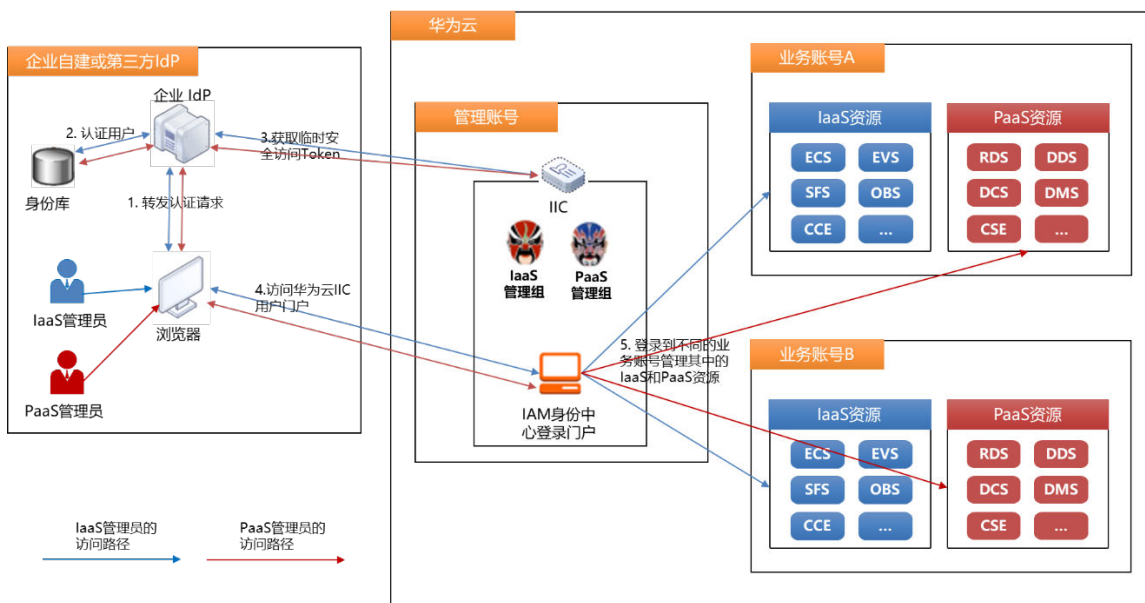 华为云
企业自建或第三方IdP
企业 IdP
2. 认证用户
3.获取临时安
全访问Token
身份库
1. 转发认证请求
IaaS管理员
浏览器
4.访问华为云IIC
用户门户
PaaS管理员
管理账号
IIC
IaaS
管理组
PaaS
管理组
IAM身份中
心登录门户
5. 登录到不同的业
务账号管理其中的
IaaS和PaaS资源
业务账号A
IaaS资源
ECS
EVS
SFS
OBS
CCE
...
PaaS资源
RDS
DDS
DCS
DMS
CSE
...
业务账号B
IaaS资源
ECS
EVS
SFS
OBS
CCE
...
PaaS资源
RDS
DDS
DCS
DMS
CSE
...
IaaS管理员的
访问路径
PaaS管理员的
访问路径